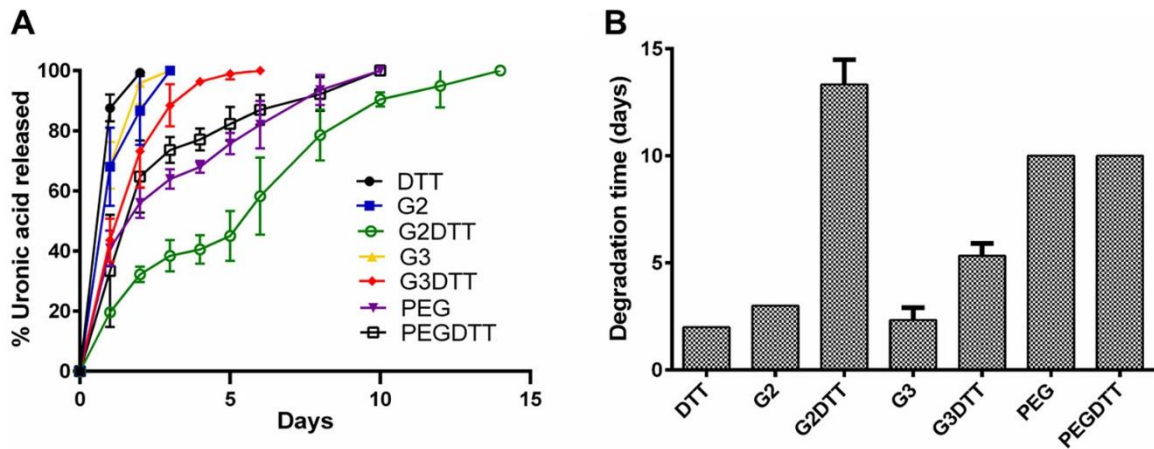 A
% Uronic acid released
100
80
60
40
20
0
0 5 10 15
Days
DTT
G2
G2DTT
G3
G3DTT
PEG
PEGDTT
B
Degradation time (days)
15
10
5
0
DTT G2 G2DTT G3 G3DTT PEG PEGDTT